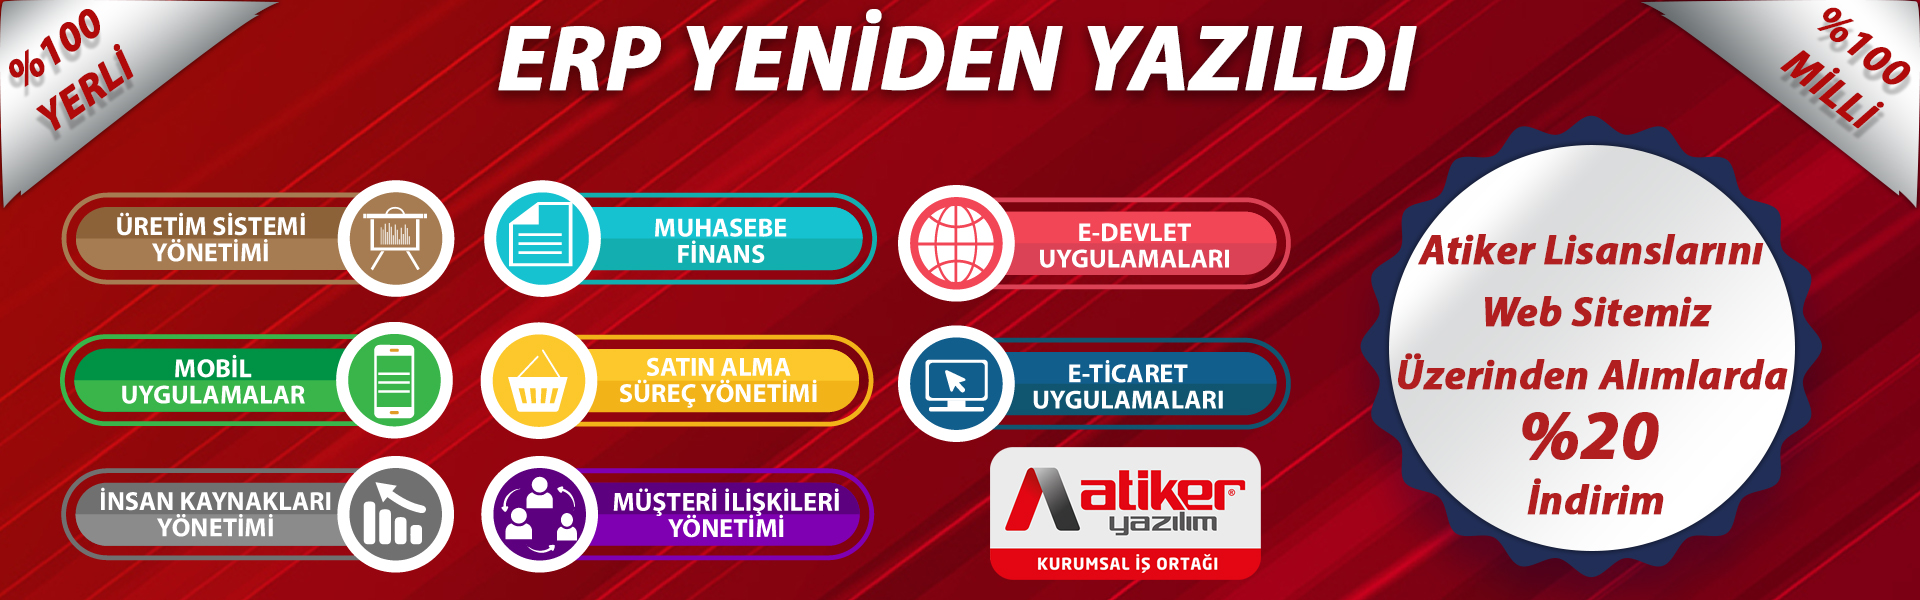 %100
YERLİ
ERP YENİDEN YAZILDI
%100
MİLLİ
ÜRETİM SİSTEMİ
YÖNETİMİ
MUHASEBE
FİNANS
E-DEVLET
UYGULAMALARI
MOBİL
UYGULAMALAR
SATIN ALMA
SÜREÇ YÖNETİMİ
E-TİCARET
UYGULAMALARI
İNSAN KAYNAKLARI
YÖNETİMİ
MÜŞTERİ İLİŞKİLERİ
YÖNETİMİ
atiker®
yazılım
KURUMSAL İŞ ORTAĞI
Atiker Lisanslarını
Web Sitemiz
Üzerinden Alımlarda
%20
İndirim